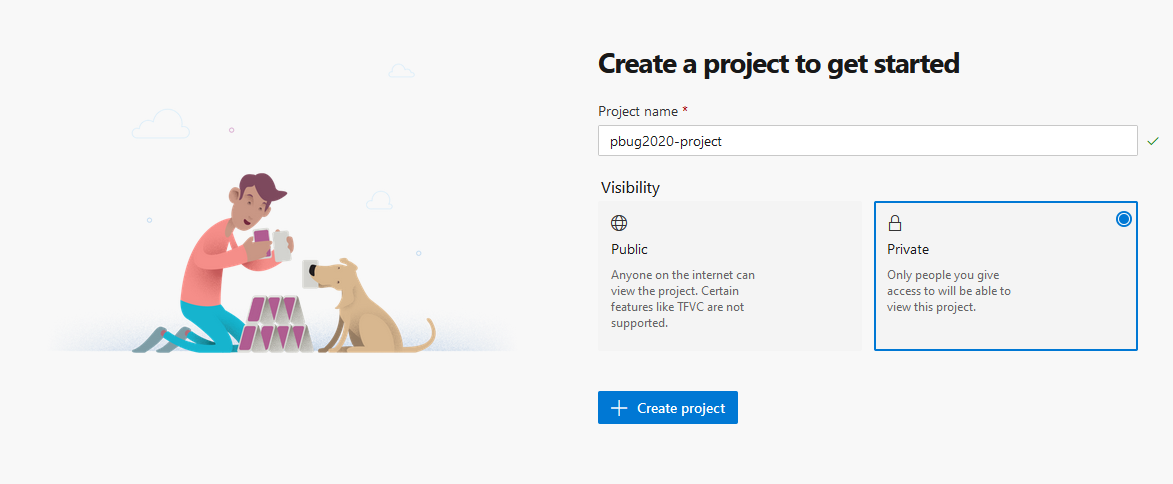 Create a project to get started
Project name *
pbug2020-project
Visibility
Public
Anyone on the internet can
view the project. Certain
features like TFVC are not
supported.
Private
Only people you give
access to will be able to
view this project.
Create project